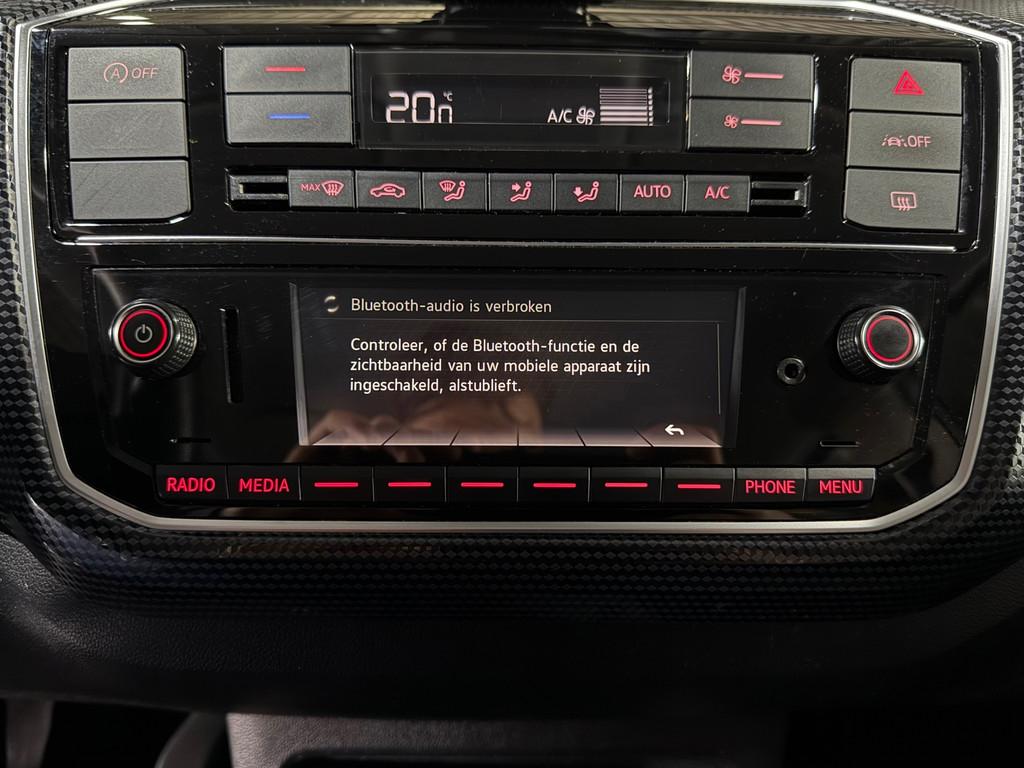 A OFF
20.0 °C
A/C
OFF
MAX
AUTO
A/C
Bluetooth-audio is verbroken
Controleer, of de Bluetooth-functie en de
zichtbaarheid van uw mobiele apparaat zijn
ingeschakeld, alstublieft.
RADIO
MEDIA
PHONE
MENU